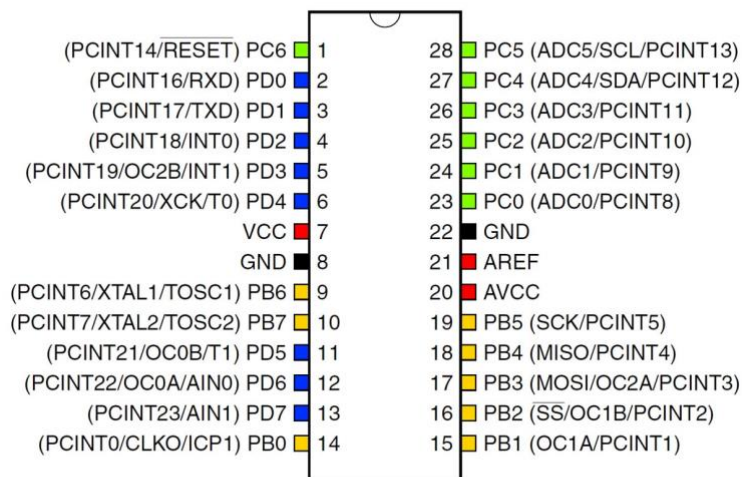 (PCINT14/RESET) PC6 1 28 PC5 (ADC5/SCL/PCINT13)
(PCINT16/RXD) PD0 2 27 PC4 (ADC4/SDA/PCINT12)
(PCINT17/TXD) PD1 3 26 PC3 (ADC3/PCINT11)
(PCINT18/INT0) PD2 4 25 PC2 (ADC2/PCINT10)
(PCINT19/OC2B/INT1) PD3 5 24 PC1 (ADC1/PCINT9)
(PCINT20/XCK/T0) PD4 6 23 PC0 (ADC0/PCINT8)
VCC 7 22 GND
GND 8 21 AREF
(PCINT6/XTAL1/TOSC1) PB6 9 20 AVCC
(PCINT7/XTAL2/TOSC2) PB7 10 19 PB5 (SCK/PCINT5)
(PCINT21/OC0B/T1) PD5 11 18 PB4 (MISO/PCINT4)
(PCINT22/OC0A/AIN0) PD6 12 17 PB3 (MOSI/OC2A/PCINT3)
(PCINT23/AIN1) PD7 13 16 PB2 (SS/OC1B/PCINT2)
(PCINT0/CLKO/ICP1) PB0 14 15 PB1 (OC1A/PCINT1)